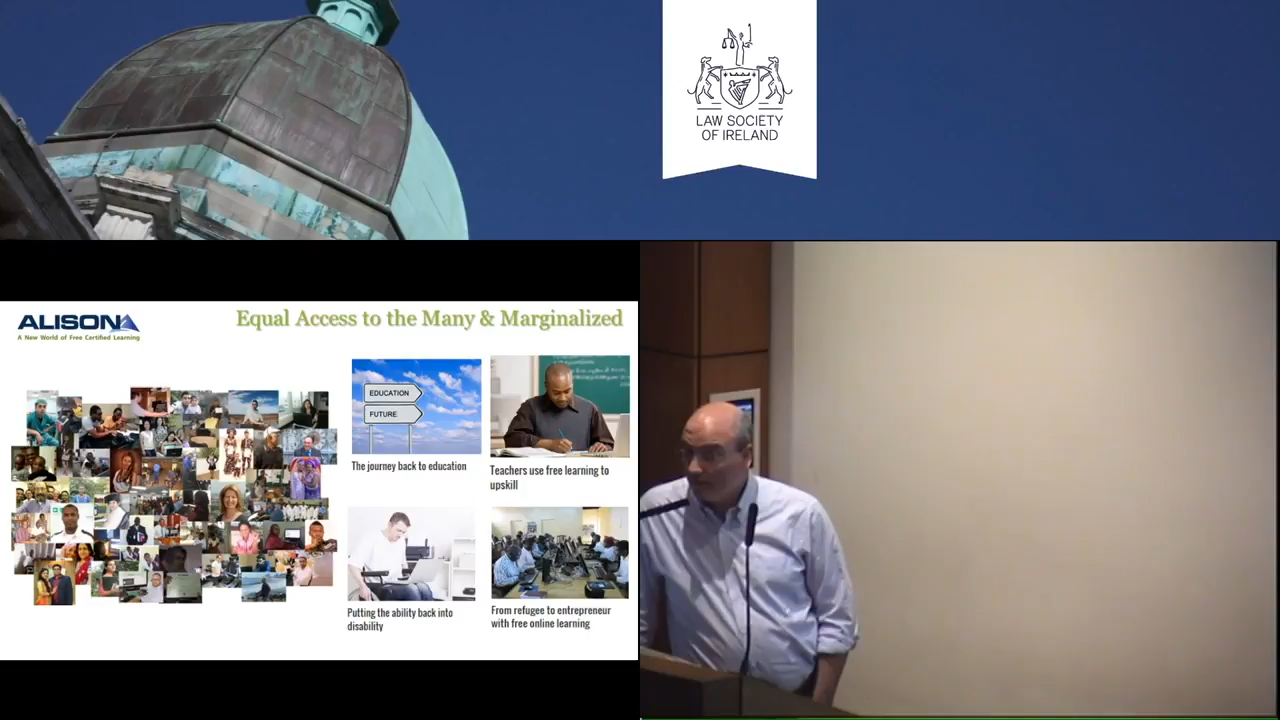 LAW SOCIETY
OF IRELAND
ALISON
A New World of Free Certified Learning
Equal Access to the Many & Marginalized
EDUCATION
FUTURE
The journey back to education
Teachers use free learning to
upskill
Putting the ability back into
disability
From refugee to entrepreneur
with free online learning